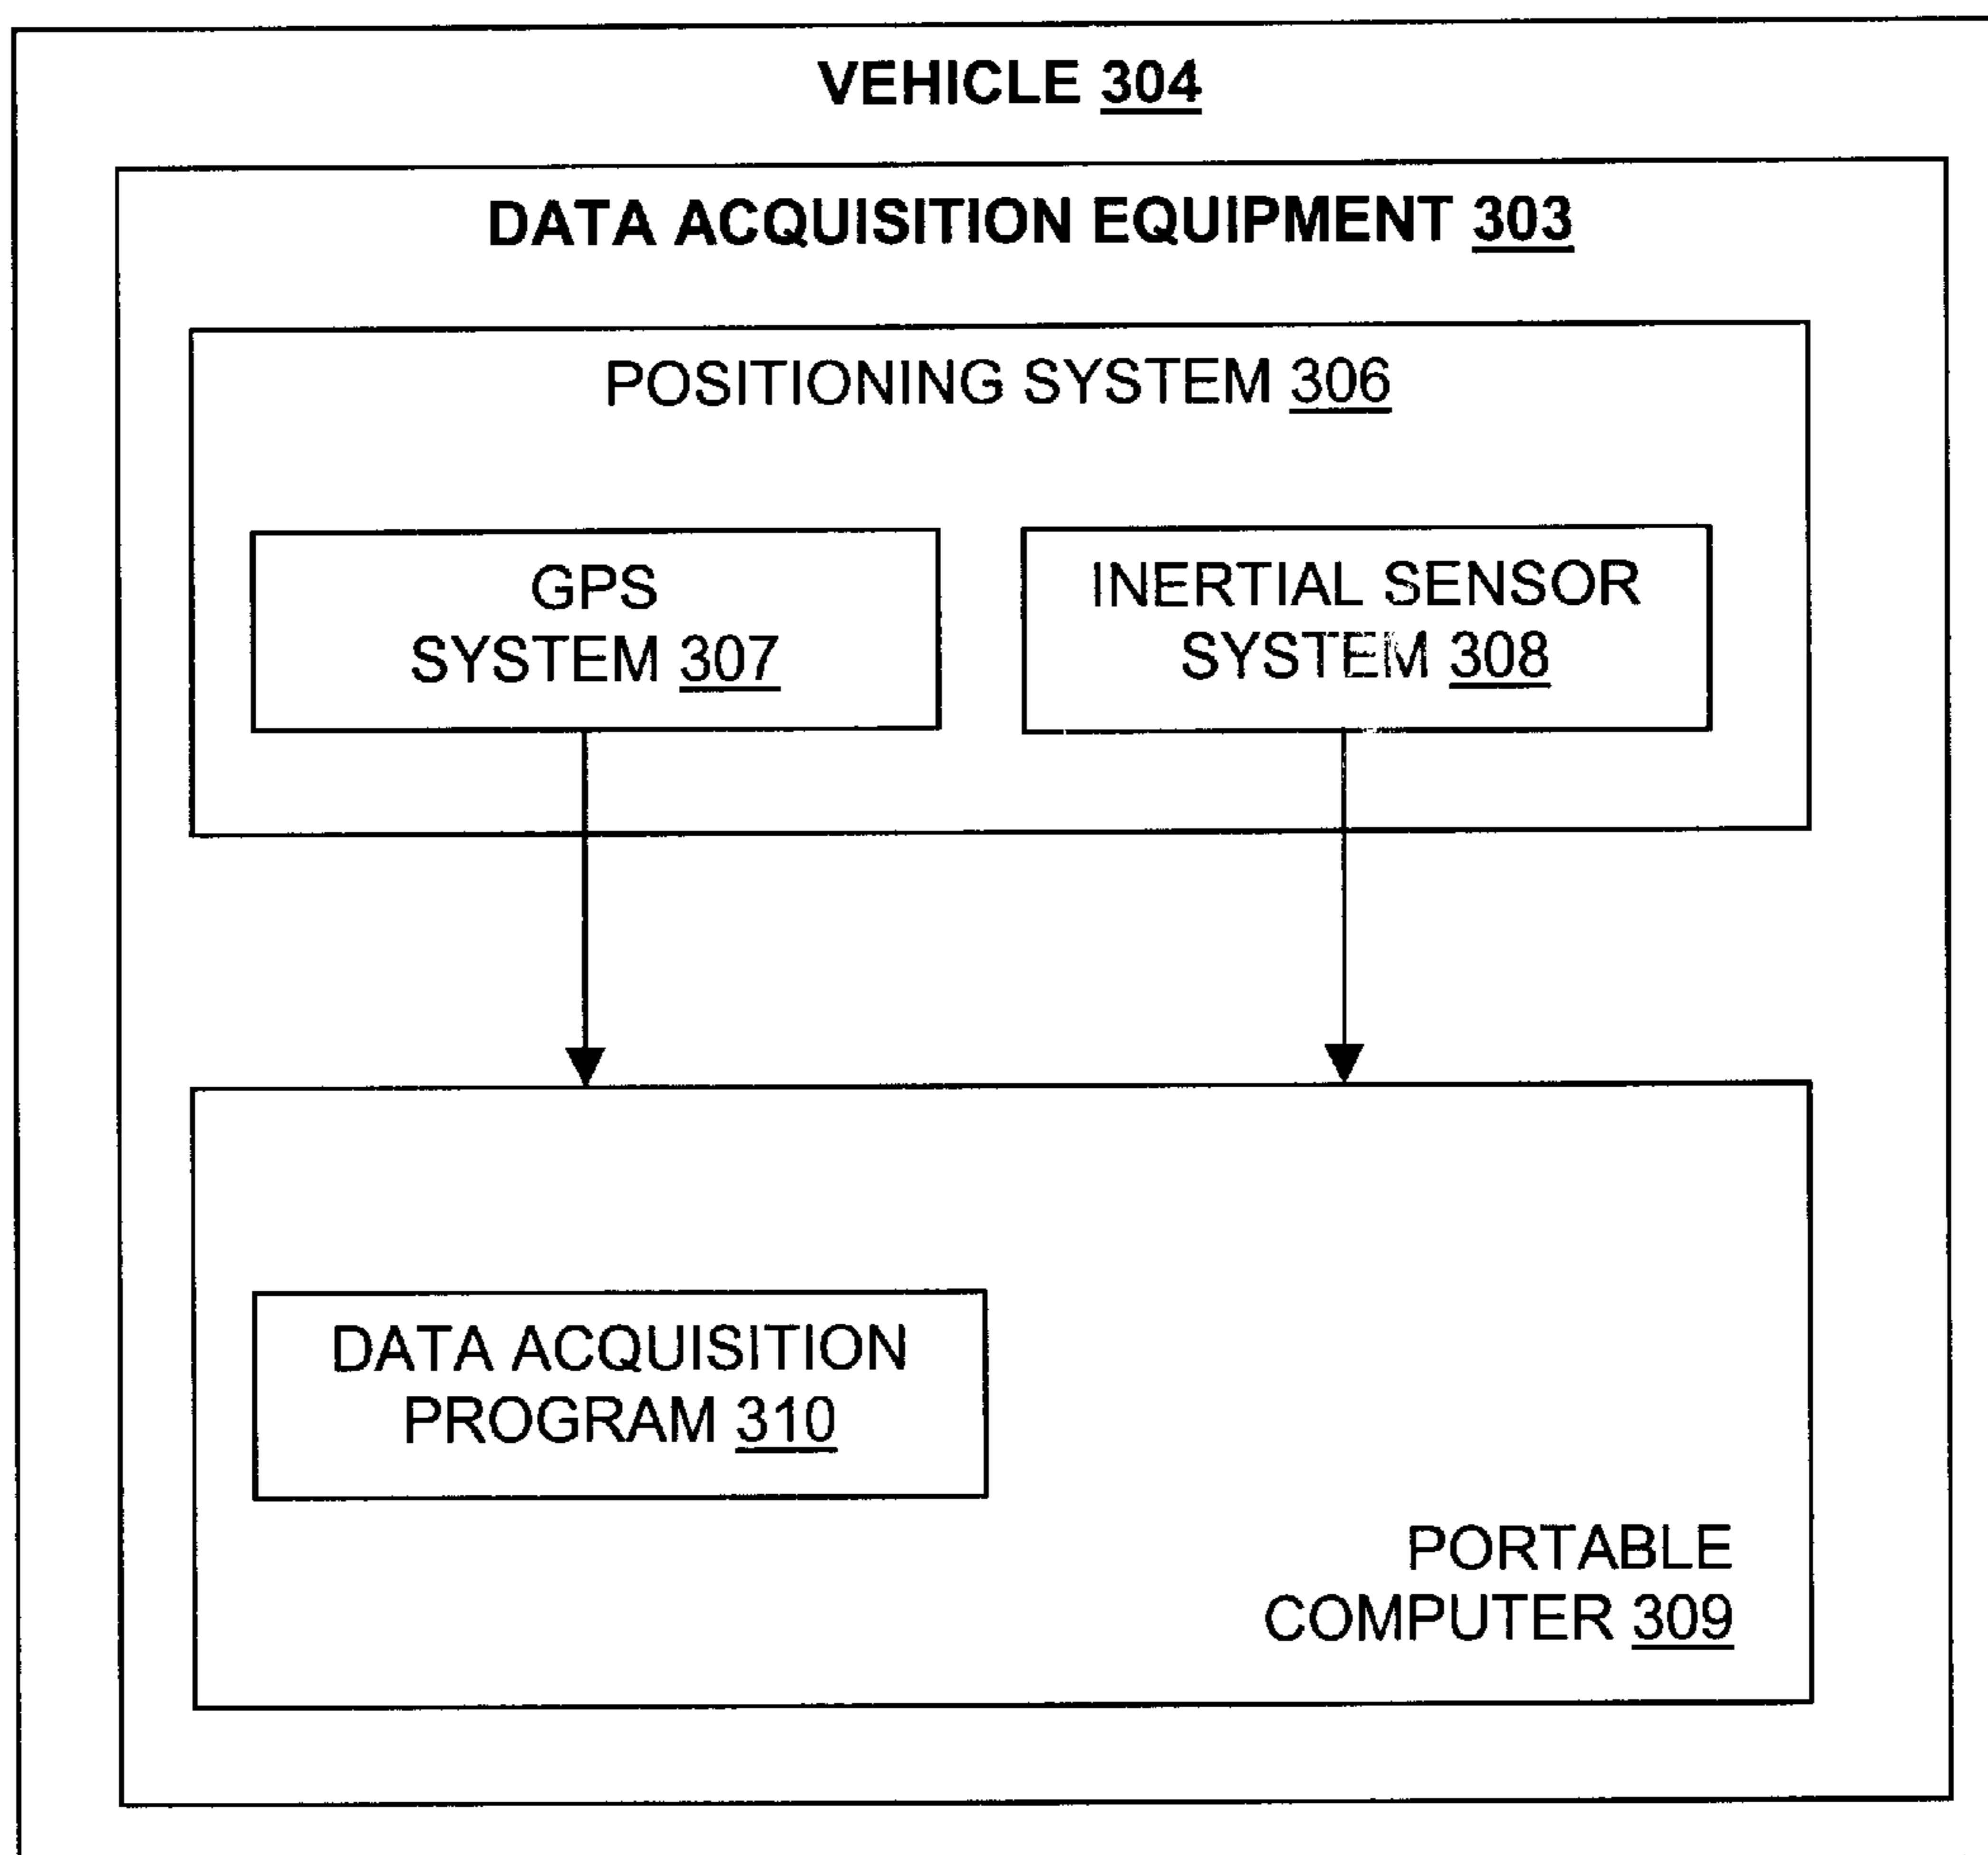 VEHICLE 304
DATA ACQUISITION EQUIPMENT 303
POSITIONING SYSTEM 306
GPS
SYSTEM 307
INERTIAL SENSOR
SYSTEM 308
DATA ACQUISITION
PROGRAM 310
PORTABLE
COMPUTER 309